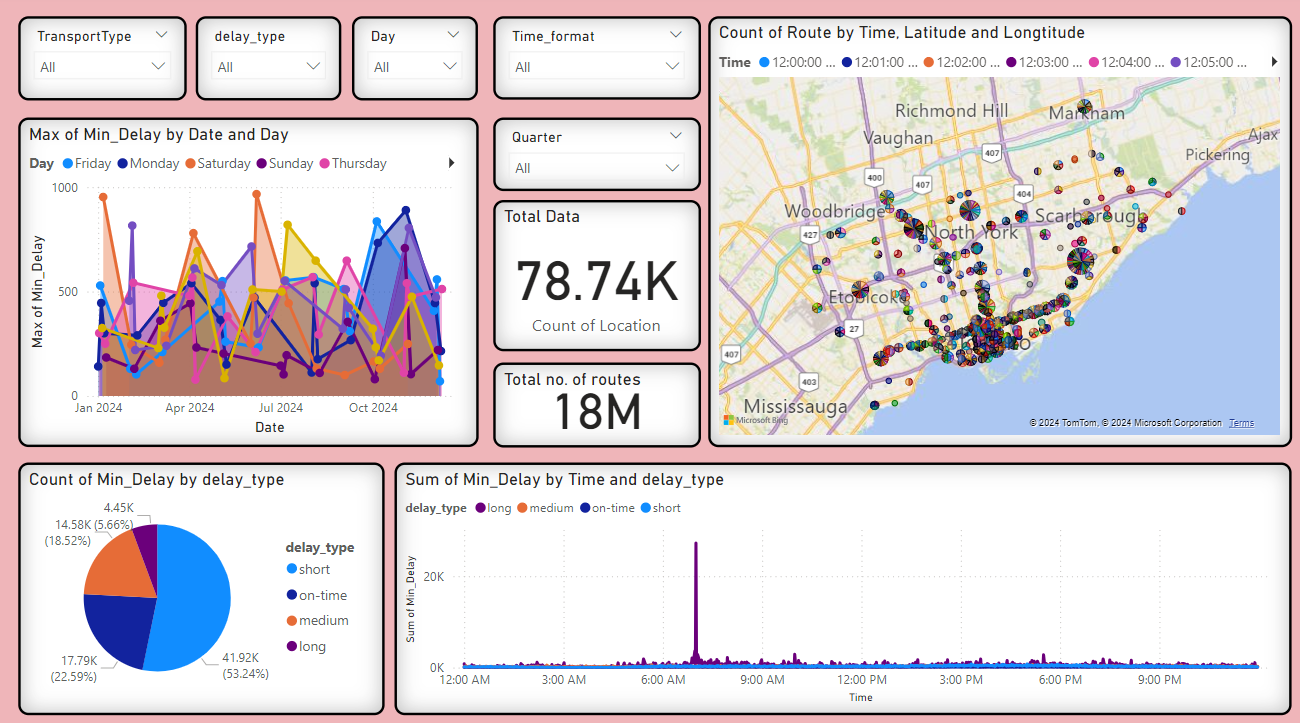 TransportType
All
delay_type
All
Day
All
Time_format
All
Count of Route by Time, Latitude and Longtitude
Time 12:00:00 ... 12:01:00 ... 12:02:00 ... 12:03:00 ... 12:04:00 ... 12:05:00 ...
Richmond Hill
Markham
Vaughan
Ajax
Pickering
407
400
407
404
Woodbridge
Scarborough
427
North York
Etobicoke
27
407
403
Mississauga
Microsoft Bing
© 2024 TomTom, © 2024 Microsoft Corporation Terms
Max of Min_Delay by Date and Day
Day Friday Monday Saturday Sunday Thursday
1000
500
0
Max of Min_Delay
Jan 2024 Apr 2024 Jul 2024 Oct 2024
Date
Quarter
All
Total Data
78.74K
Count of Location
Total no. of routes
18M
Count of Min_Delay by delay_type
4.45K
(5.66%)
14.58K
(18.52%)
17.79K
(22.59%)
41.92K
(53.24%)
delay_type
short
on-time
medium
long
Sum of Min_Delay by Time and delay_type
delay_type long medium on-time short
20K
0K
Sum of Min_Delay
12:00 AM 3:00 AM 6:00 AM 9:00 AM 12:00 PM 3:00 PM 6:00 PM 9:00 PM
Time